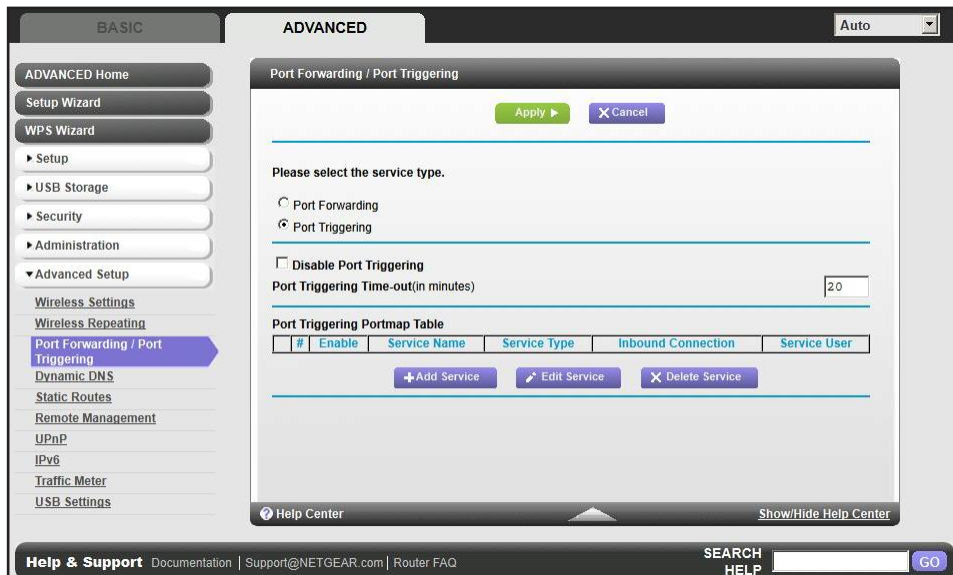 BASIC
ADVANCED
Auto
ADVANCED Home
Setup Wizard
WPS Wizard
Setup
USB Storage
Security
Administration
Advanced Setup
Wireless Settings
Wireless Repeating
Port Forwarding / Port
Triggering
Dynamic DNS
Static Routes
Remote Management
UPnP
IPv6
Traffic Meter
USB Settings
Port Forwarding / Port Triggering
Apply
Cancel
Please select the service type.
Port Forwarding
Port Triggering
Disable Port Triggering
Port Triggering Time-out(in minutes) 20
Port Triggering Portmap Table
# Enable Service Name Service Type Inbound Connection Service User
Add Service Edit Service Delete Service
Help Center Show/Hide Help Center
Help & Support Documentation | Support@NETGEAR.com | Router FAQ
SEARCH
HELP
GO